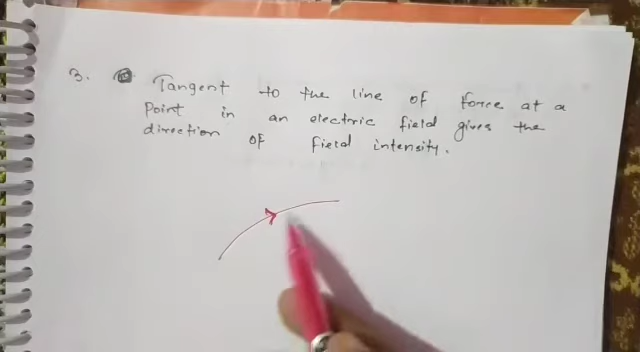 3. Tangent to the line of force at a
point in an electric field gives the
direction of field intensity.